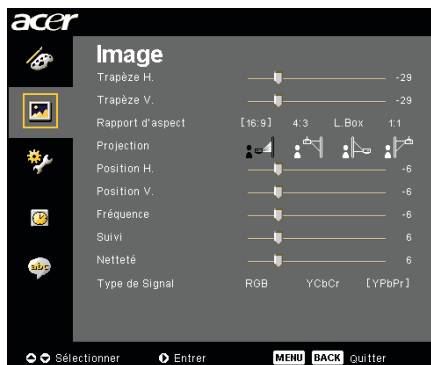 acer
Image
Trapèze H. -29
Trapèze V. -29
Rapport d'aspect [16:9] 4:3 L.Box 1:1
Projection
Position H. -6
Position V. -6
Fréquence -6
Suivi 6
Netteté 6
abc
Type de Signal RGB YCbCr [YPbPr]
Sélectionner Entrer MENU BACK Quitter